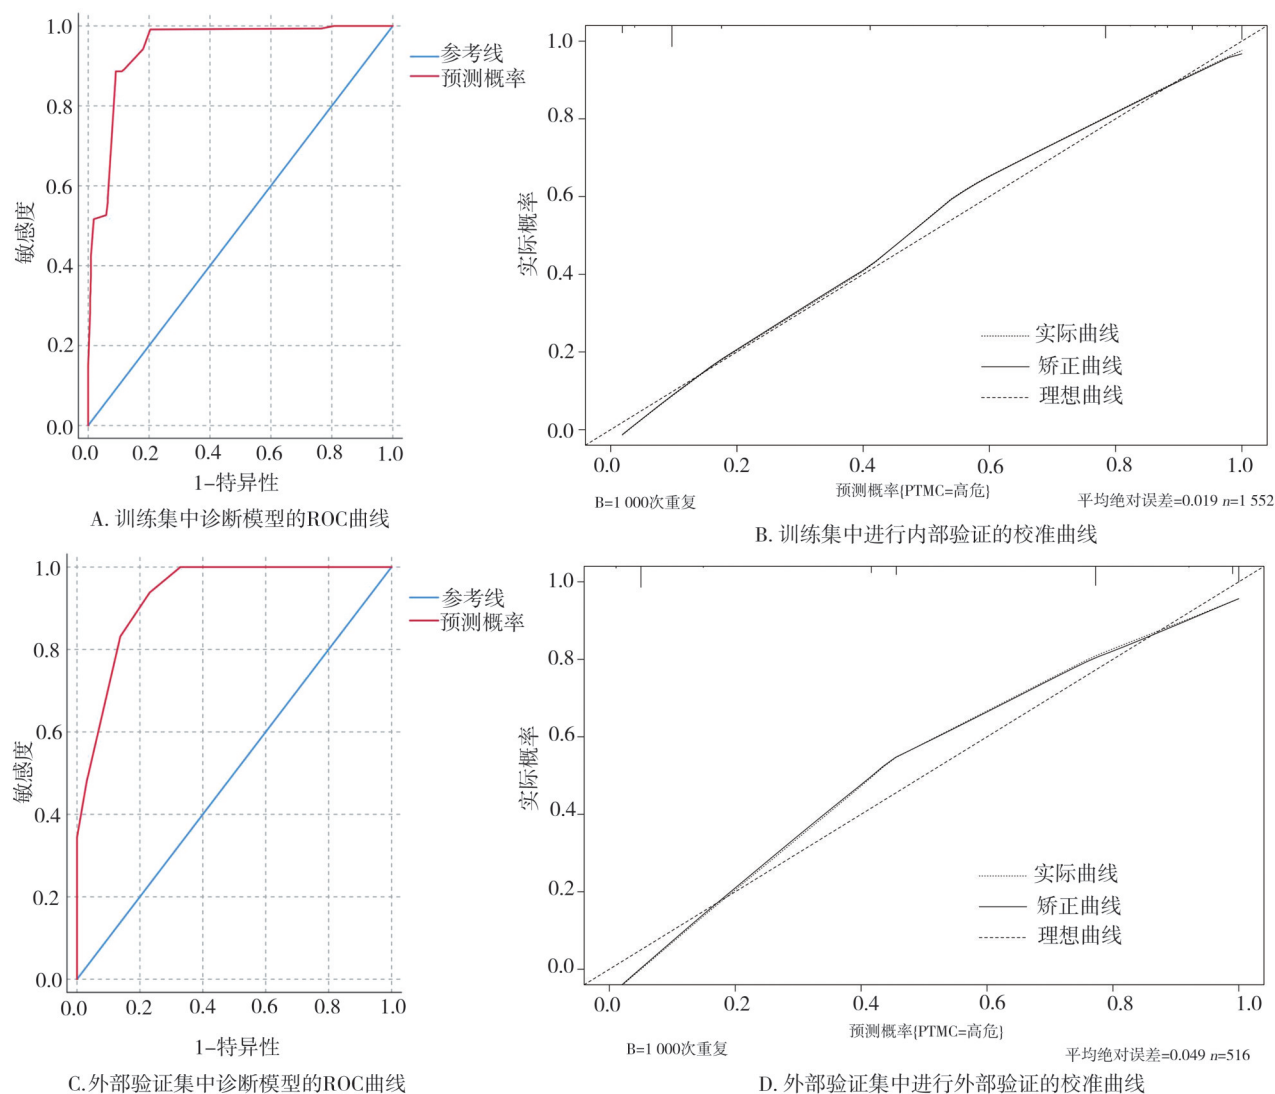 1.0
0.8
0.6
0.4
0.2
0.0
敏感度
0.0 0.2 0.4 0.6 0.8 1.0
1-特异性
参考线
预测概率
A. 训练集中诊断模型的ROC曲线
1.0
0.8
0.6
0.4
0.2
0.0
实际概率
实际曲线
矫正曲线
理想曲线
0.0 0.2 0.4 0.6 0.8 1.0
B=1 000次重复
预测概率{PTMC=高危}
平均绝对误差=0.019 n=1 552
B. 训练集中进行内部验证的校准曲线
1.0
0.8
0.6
0.4
0.2
0.0
敏感度
0.0 0.2 0.4 0.6 0.8 1.0
1-特异性
参考线
预测概率
C.外部验证集中诊断模型的ROC曲线
1.0
0.8
0.6
0.4
0.2
0.0
实际概率
实际曲线
矫正曲线
理想曲线
0.0 0.2 0.4 0.6 0.8 1.0
B=1 000次重复
预测概率{PTMC=高危}
平均绝对误差=0.049 n=516
D. 外部验证集中进行外部验证的校准曲线